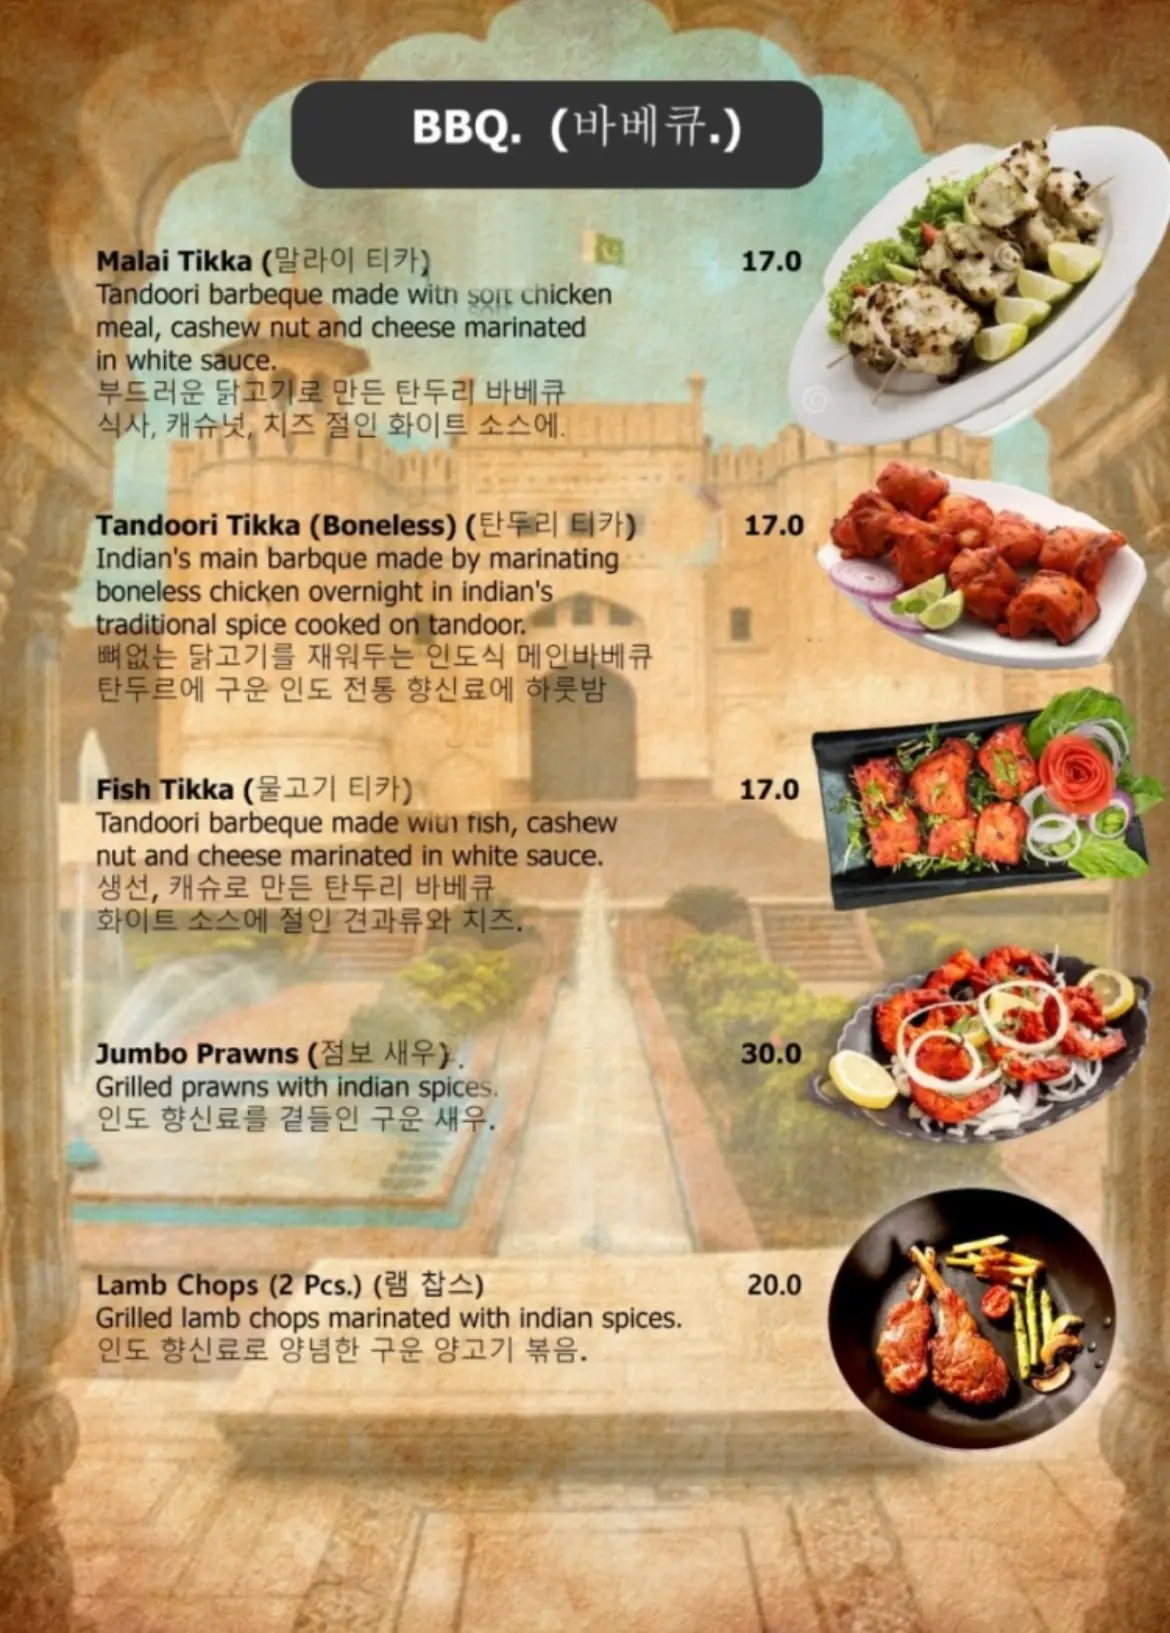 BBQ. (바베큐.)
Malai Tikka (말라이 티카) 17.0
Tandoori barbeque made with soft chicken
meal, cashew nut and cheese marinated
in white sauce.
부드러운 닭고기로 만든 탄두리 바베큐
식사, 캐슈넛, 치즈 절인 화이트 소스에.
Tandoori Tikka (Boneless) (탄두리 티카) 17.0
Indian's main barbque made by marinating
boneless chicken overnight in indian's
traditional spice cooked on tandoor.
뼈없는 닭고기를 재워두는 인도식 메인바베큐
탄두르에 구운 인도 전통 향신료에 하룻밤
Fish Tikka (물고기 티카) 17.0
Tandoori barbeque made with fish, cashew
nut and cheese marinated in white sauce.
생선, 캐슈로 만든 탄두리 바베큐
화이트 소스에 절인 견과류와 치즈.
Jumbo Prawns (점보 새우). 30.0
Grilled prawns with indian spices.
인도 향신료를 곁들인 구운 새우.
Lamb Chops (2 Pcs.) (램 찹스) 20.0
Grilled lamb chops marinated with indian spices.
인도 향신료로 양념한 구운 양고기 볶음.